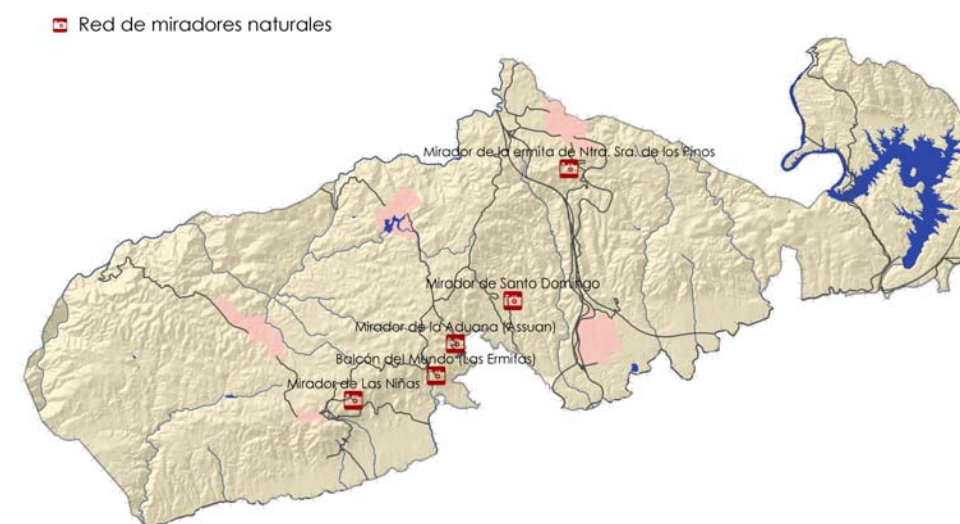 Red de miradores naturales
Mirador de la ermita de Ntra. Sra. de los Pinos
Mirador de Santo Domingo
Mirador de la Aduana (Assuan)
Balcón del Mundo (Las Ermitas)
Mirador de Las Niñas